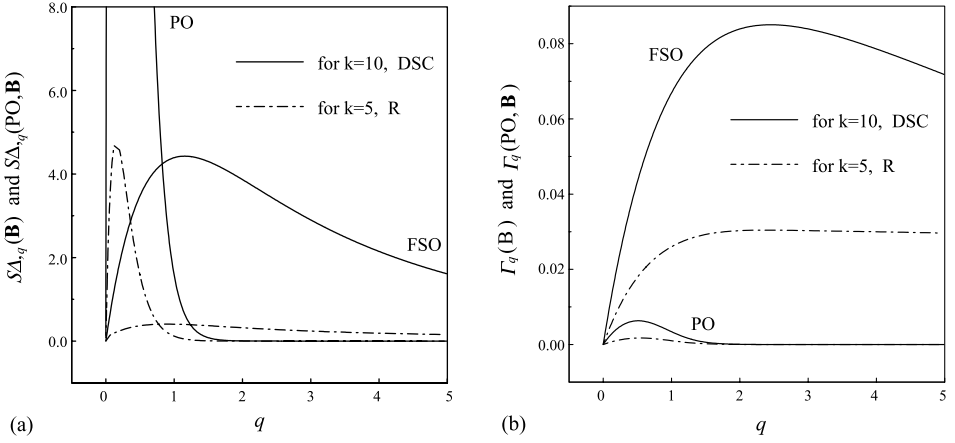 8.0
6.0
4.0
2.0
0.0
SΔ,q(B) and SΔ,q(PO,B)
PO
for k=10, DSC
for k=5, R
FSO
0 1 2 3 4 5
(a)
q
0.08
0.06
0.04
0.02
0.00
Γq(B) and Γq(PO,B)
FSO
for k=10, DSC
for k=5, R
PO
0 1 2 3 4 5
(b)
q